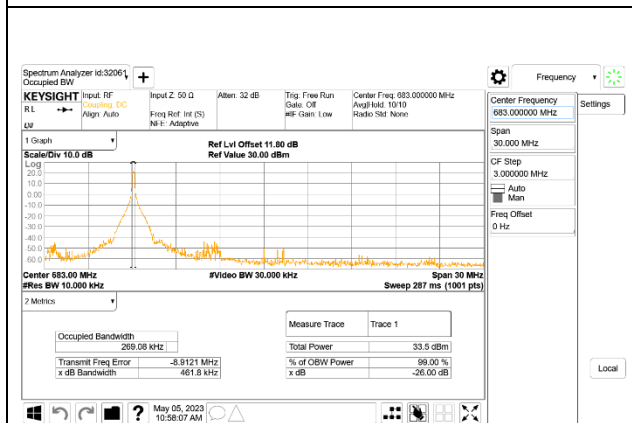 Spectrum Analyzer Id:32061
Occupied BW
Frequency
KEYSIGHT
RL
Input: RF
Coupling: DC
Align: Auto
Input Z: 50 Ω
Freq Ref: Int (S)
NFE: Adaptive
Atten: 32 dB
Trig: Free Run
Gate: Off
#IF Gain: Low
Center Freq: 683.000000 MHz
Avg|Hold: 10/10
Radio Std: None
Center Frequency
683.000000 MHz
Settings
Span
30.000 MHz
CF Step
3.000000 MHz
Auto
Man
Freq Offset
0 Hz
1 Graph
Scale/Div 10.0 dB
Ref Lvl Offset 11.80 dB
Ref Value 30.00 dBm
Log
20.0
10.0
0.00
-10.0
-20.0
-30.0
-40.0
-50.0
-60.0
Center 683.00 MHz
#Res BW 10.000 kHz
#Video BW 30.000 kHz
Span 30 MHz
Sweep 287 ms (1001 pts)
2 Metrics
Occupied Bandwidth
269.08 kHz
Transmit Freq Error -8.9121 MHz
x dB Bandwidth 461.8 kHz
Measure Trace Trace 1
Total Power 33.5 dBm
% of OBW Power 99.00 %
x dB -26.00 dB
Local
?
May 05, 2023
10:58:07 AM